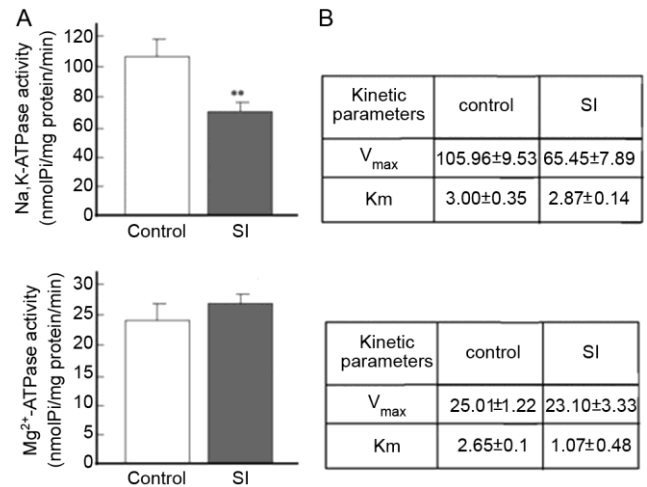 A
B
Na,K-ATPase activity
(nmolPi/mg protein/min)
120
100
80
60
40
20
0
**
Control SI
Kinetic
parameters control SI
Vmax 105.96±9.53 65.45±7.89
Km 3.00±0.35 2.87±0.14
Mg2+-ATPase activity
(nmolPi/mg protein/min)
30
25
20
15
10
5
0
Control SI
Kinetic
parameters control SI
Vmax 25.01±1.22 23.10±3.33
Km 2.65±0.1 1.07±0.48